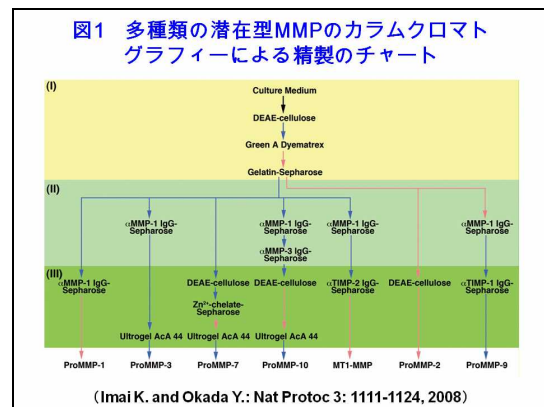 図1 多種類の潜在型MMPのカラムクロマト
グラフィーによる精製のチャート
(I)
Culture Medium
DEAE-cellulose
Green A Dyematrex
Gelatin-Sepharose
(II)
αMMP-1 IgG-
Sepharose
αMMP-1 IgG-
Sepharose
αMMP-3 IgG-
Sepharose
αMMP-1 IgG-
Sepharose
αMMP-1 IgG-
Sepharose
(III)
αMMP-1 IgG-
Sepharose
DEAE-cellulose
Zn²⁺-chelate-
Sepharose
DEAE-cellulose
αTIMP-2 IgG-
Sepharose
DEAE-cellulose
αTIMP-1 IgG-
Sepharose
Ultrogel AcA 44
Ultrogel AcA 44
Ultrogel AcA 44
ProMMP-1
ProMMP-3
ProMMP-7
ProMMP-10
MT1-MMP
ProMMP-2
ProMMP-9
(Imai K. and Okada Y.: Nat Protoc 3: 1111-1124, 2008)